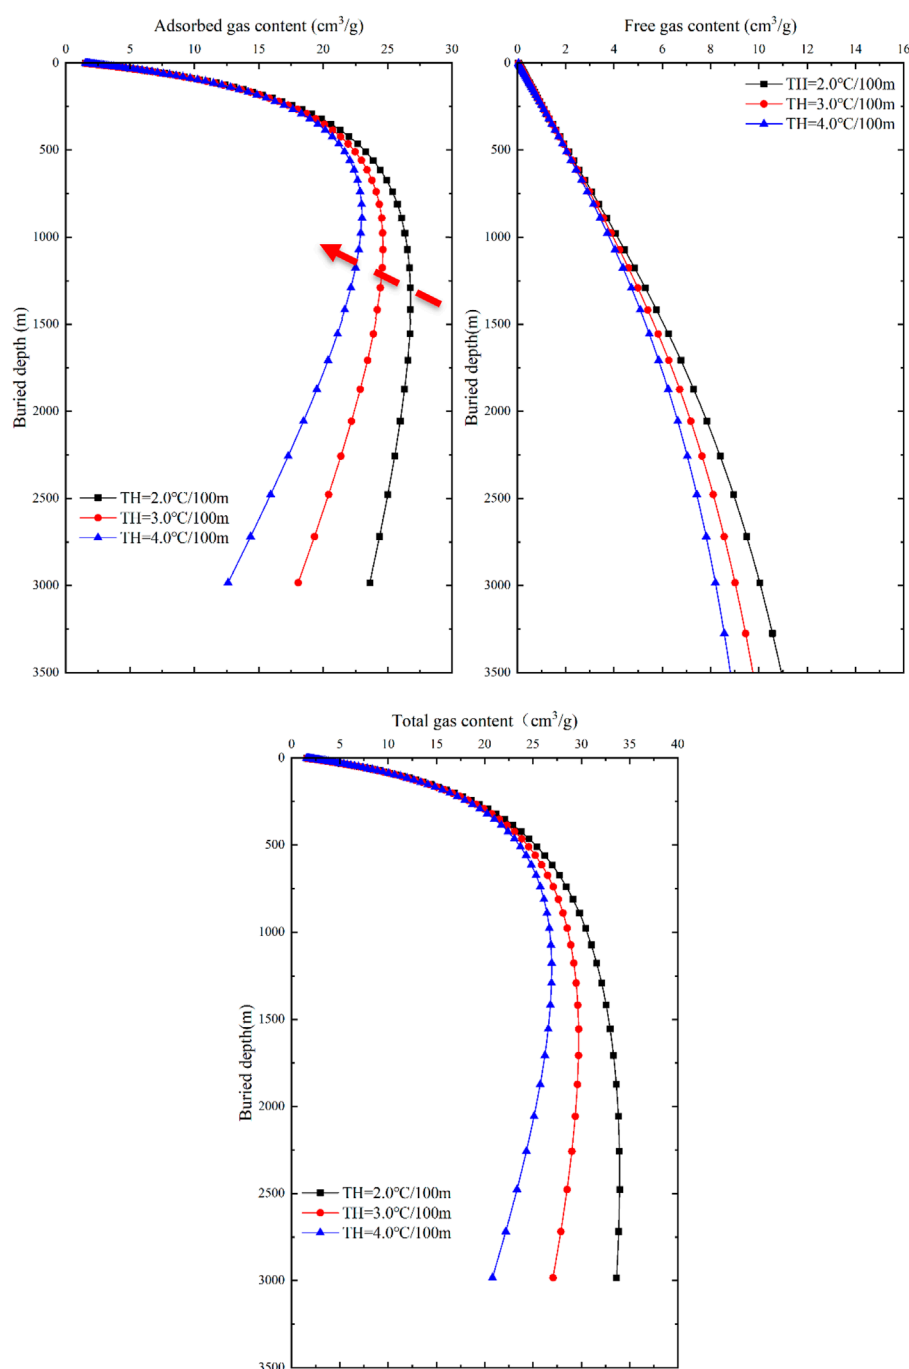 Adsorbed gas content (cm³/g)
0 5 10 15 20 25 30
0
500
1000
1500
2000
2500
3000
3500
Buried depth (m)
TH=2.0℃/100m
TH=3.0℃/100m
TH=4.0℃/100m
Free gas content (cm³/g)
0 2 4 6 8 10 12 14 16
0
500
1000
1500
2000
2500
3000
3500
Buried depth(m)
TH=2.0℃/100m
TH=3.0℃/100m
TH=4.0℃/100m
Total gas content（cm³/g)
0 5 10 15 20 25 30 35 40
0
500
1000
1500
2000
2500
3000
3500
Buried depth(m)
TH=2.0℃/100m
TH=3.0℃/100m
TH=4.0℃/100m